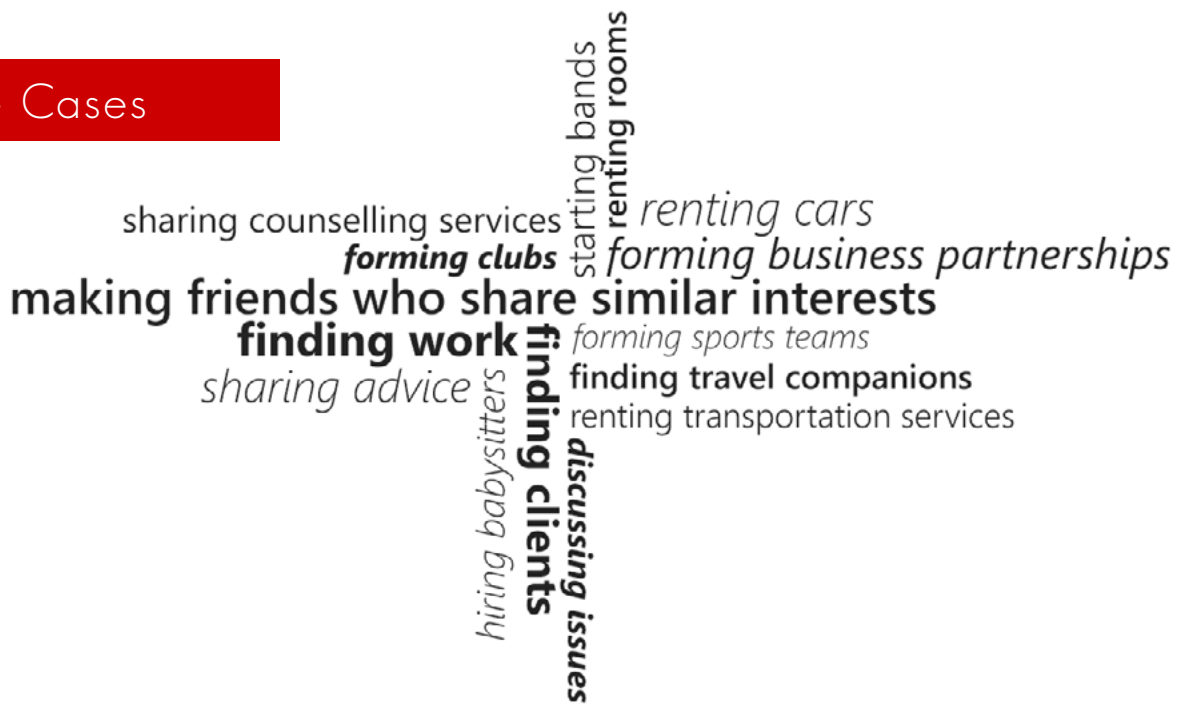 Cases
starting bands
renting rooms
sharing counselling services
renting cars
forming clubs
forming business partnerships
making friends who share similar interests
finding work
forming sports teams
sharing advice
finding travel companions
renting transportation services
hiring babysitters
finding clients
discussing issues